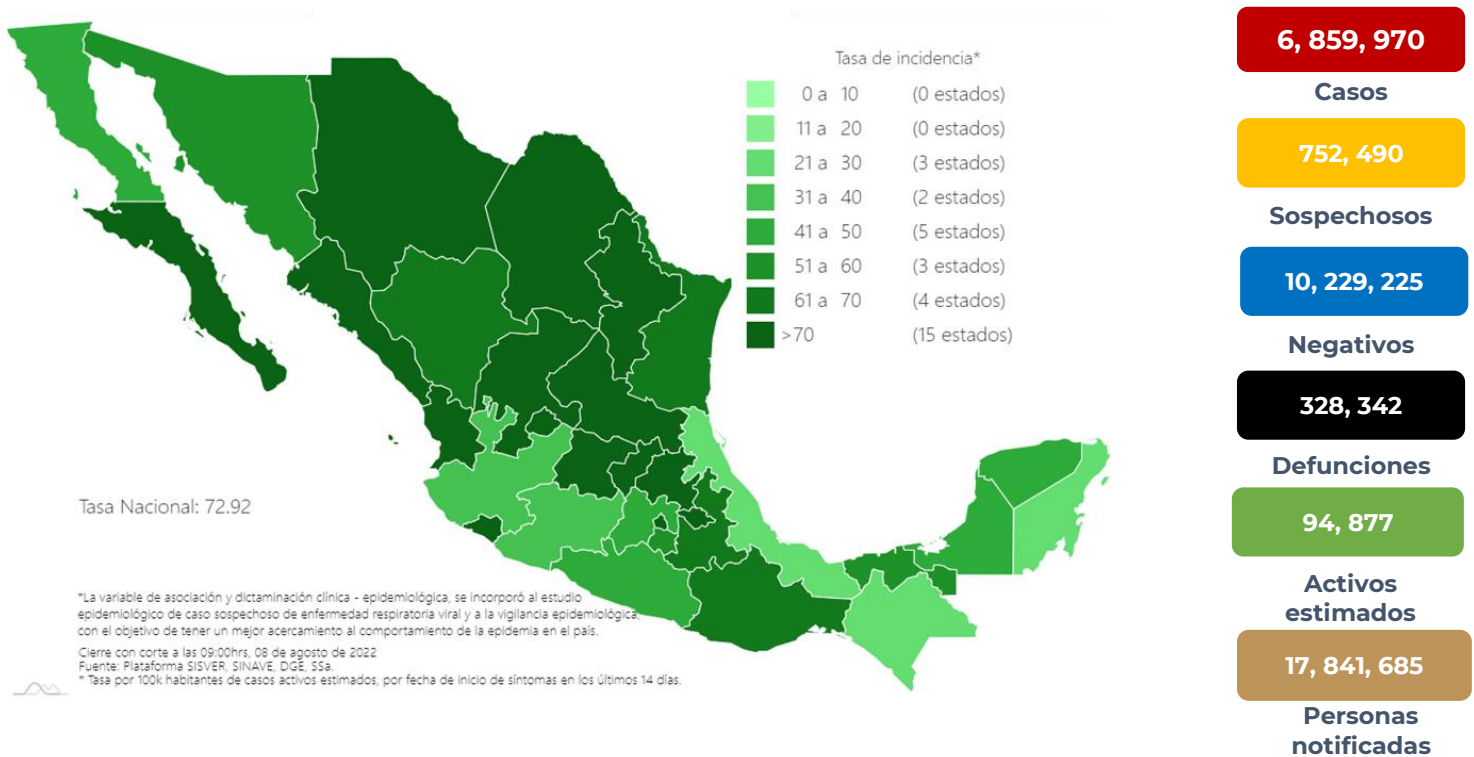 Tasa de incidencia*
0 a 10 (0 estados)
11 a 20 (0 estados)
21 a 30 (3 estados)
31 a 40 (2 estados)
41 a 50 (5 estados)
51 a 60 (3 estados)
61 a 70 (4 estados)
>70 (15 estados)
Tasa Nacional: 72.92
*La variable de asociación y dictaminación clínica - epidemiológica, se incorporó al estudio
epidemiológico de caso sospechoso de enfermedad respiratoria viral y a la vigilancia epidemiológica,
con el objetivo de tener un mejor acercamiento al comportamiento de la epidemia en el país.
Cierre con corte a las 09:00hrs, 08 de agosto de 2022
Fuente: Plataforma SISVER, SINAVE, DGE, SSa.
* Tasa por 100k habitantes de casos activos estimados, por fecha de inicio de síntomas en los últimos 14 días.
6, 859, 970
Casos
752, 490
Sospechosos
10, 229, 225
Negativos
328, 342
Defunciones
94, 877
Activos
estimados
17, 841, 685
Personas
notificadas